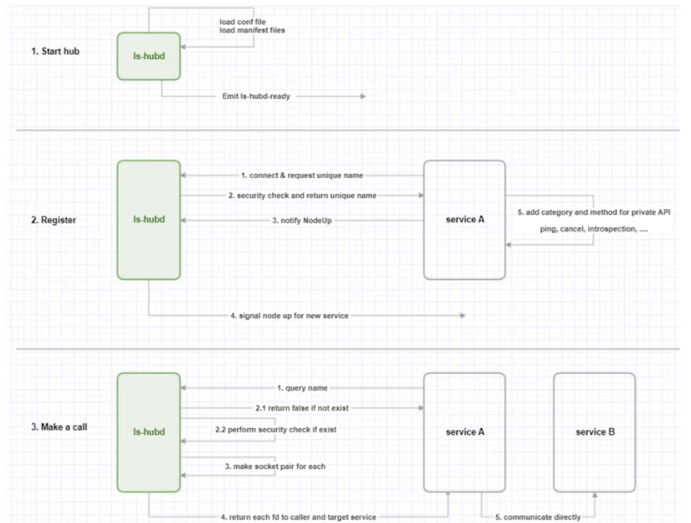 load conf file
load manifest files
1. Start hub
ls-hubd
Emit ls-hubd-ready
1. connect & request unique name
2. security check and return unique name
2. Register
ls-hubd
3. notify NodeUp
service A
5. add category and method for private API
ping, cancel, introspection, ....
4. signal node up for new service
1. query name
2.1 return false if not exist
3. Make a call
ls-hubd
2.2 perform security check if exist
service A
service B
3. make socket pair for each
4. return each fd to caller and target service
5. communicate directly